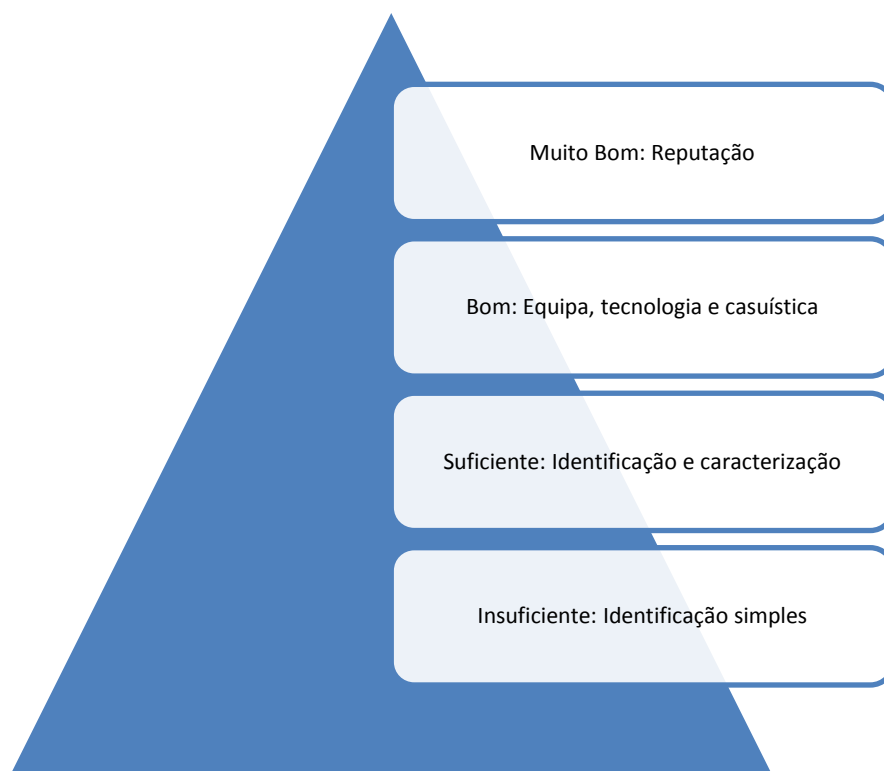 Muito Bom: Reputação
Bom: Equipa, tecnologia e casuística
Suficiente: Identificação e caracterização
Insuficiente: Identificação simples